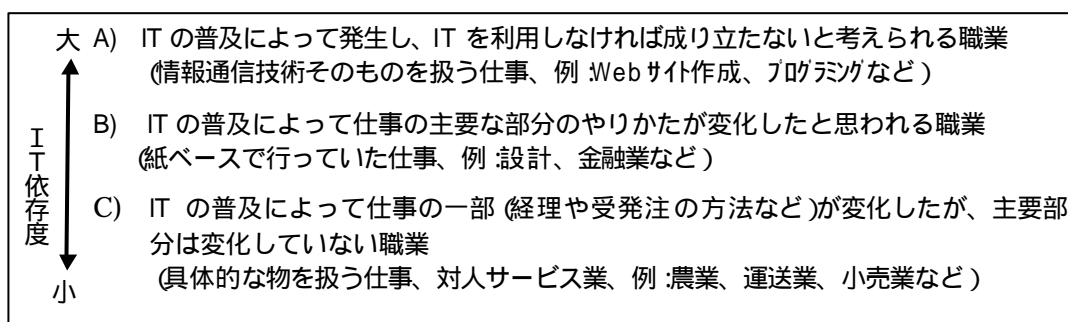 大
A) ITの普及によって発生し、ITを利用しなければ成り立たないと考えられる職業
(情報通信技術そのものを扱う仕事、例:Webサイト作成、プログラミングなど)
B) ITの普及によって仕事の主要な部分のやりかたが変化したと思われる職業
(紙ベースで行っていた仕事、例:設計、金融業など)
IT依存度
C) IT の普及によって仕事の一部(経理や受発注の方法など)が変化したが、主要部
分は変化していない職業
(具体的な物を扱う仕事、対人サービス業、例:農業、運送業、小売業など)
小